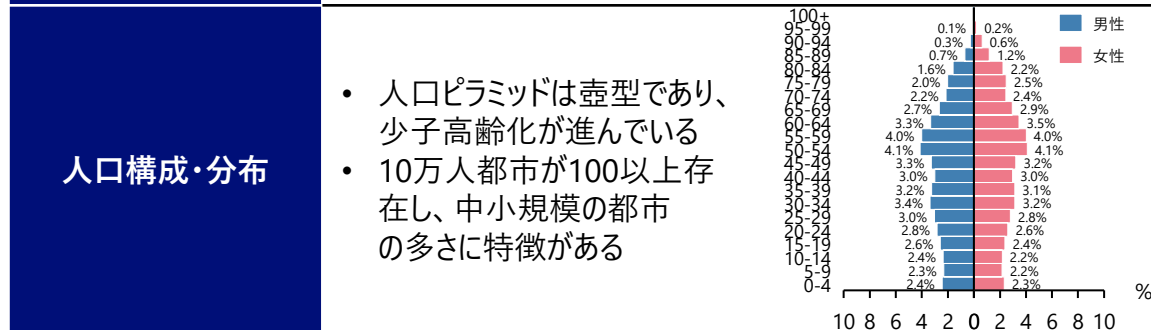 人口構成・分布
• 人口ピラミッドは壺型であり、
少子高齢化が進んでいる
• 10万人都市が100以上存
在し、中小規模の都市
の多さに特徴がある
男性
女性
100+
95-99 0.1% 0.2%
90-94 0.3% 0.6%
85-89 0.7% 1.2%
80-84 1.6% 2.2%
75-79 2.0% 2.5%
70-74 2.2% 2.4%
65-69 2.7% 2.9%
60-64 3.3% 3.5%
55-59 4.0% 4.0%
50-54 4.1% 4.1%
45-49 3.3% 3.2%
40-44 3.0% 3.0%
35-39 3.2% 3.1%
30-34 3.4% 3.2%
25-29 3.0% 2.8%
20-24 2.8% 2.6%
15-19 2.6% 2.4%
10-14 2.4% 2.2%
5-9 2.3% 2.2%
0-4 2.4% 2.3%
%
10 8 6 4 2 0 2 4 6 8 10